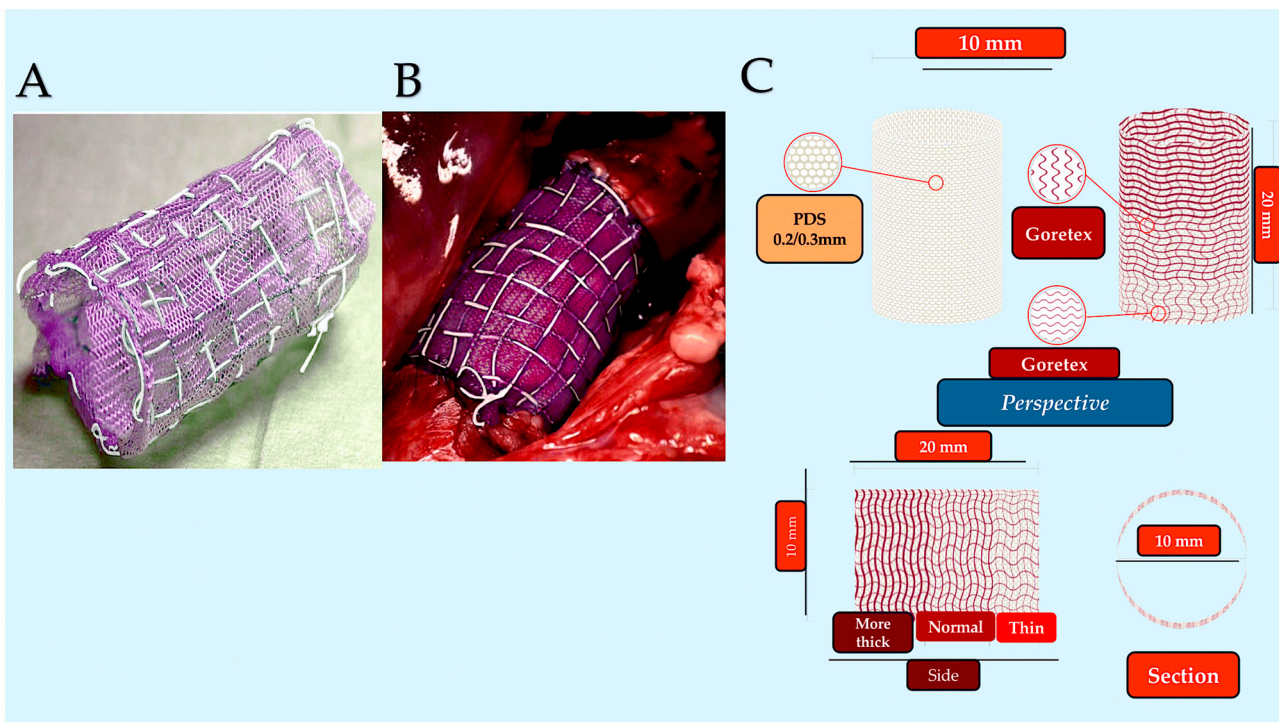 A
B
C
10 mm
PDS
0.2/0.3mm
Goretex
20 mm
Goretex
Perspective
20 mm
10 mm
10 mm
More
thick
Normal
Thin
Side
Section